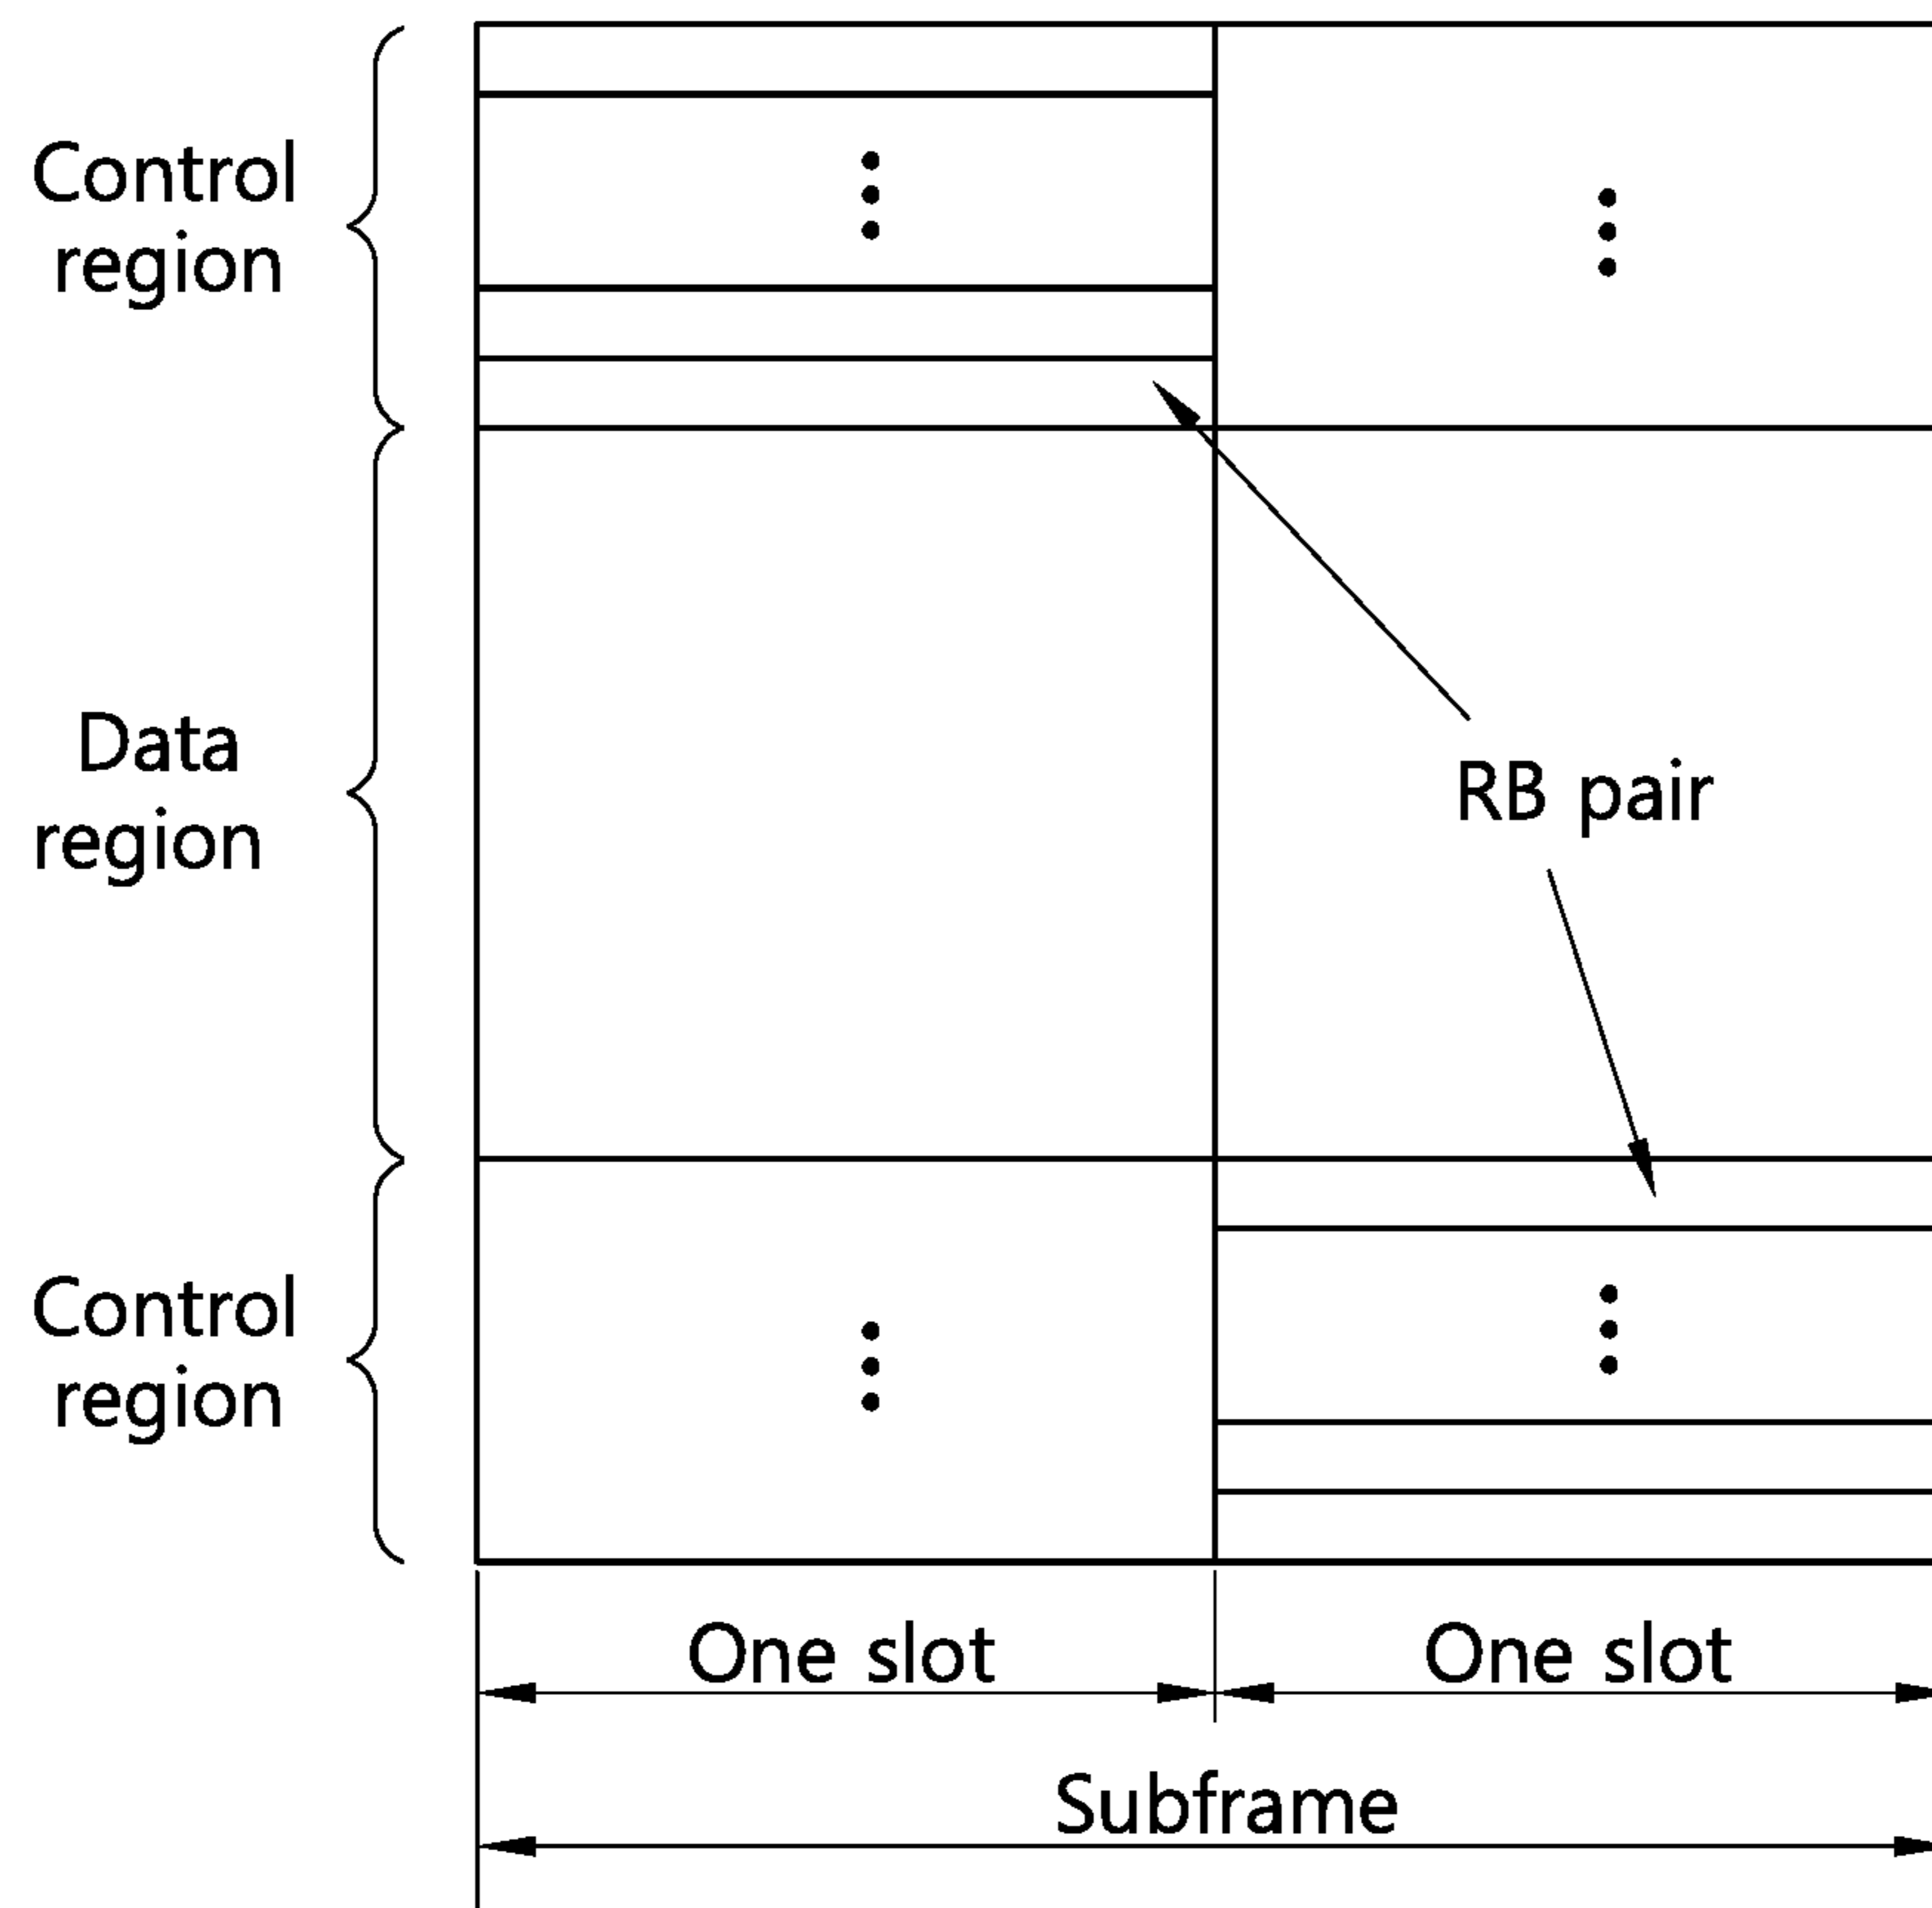 Control
region
Data
region
RB pair
Control
region
One slot
One slot
Subframe